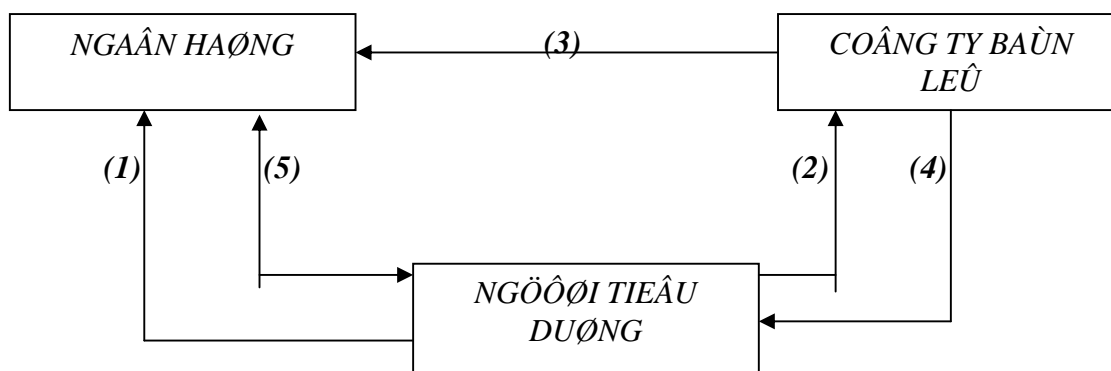 NGAÂN HAØNG
(3)
COÂNG TY BAÙN
LEÛ
(1)
(5)
(2)
(4)
NGÖÔØI TIEÂU
DUØNG